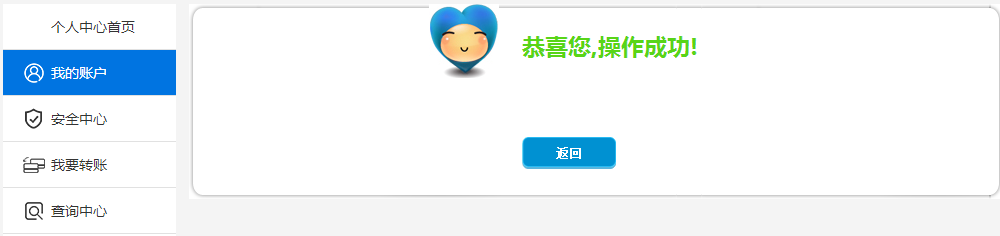 个人中心首页
我的账户
安全中心
我要转账
查询中心
恭喜您,操作成功!
返回